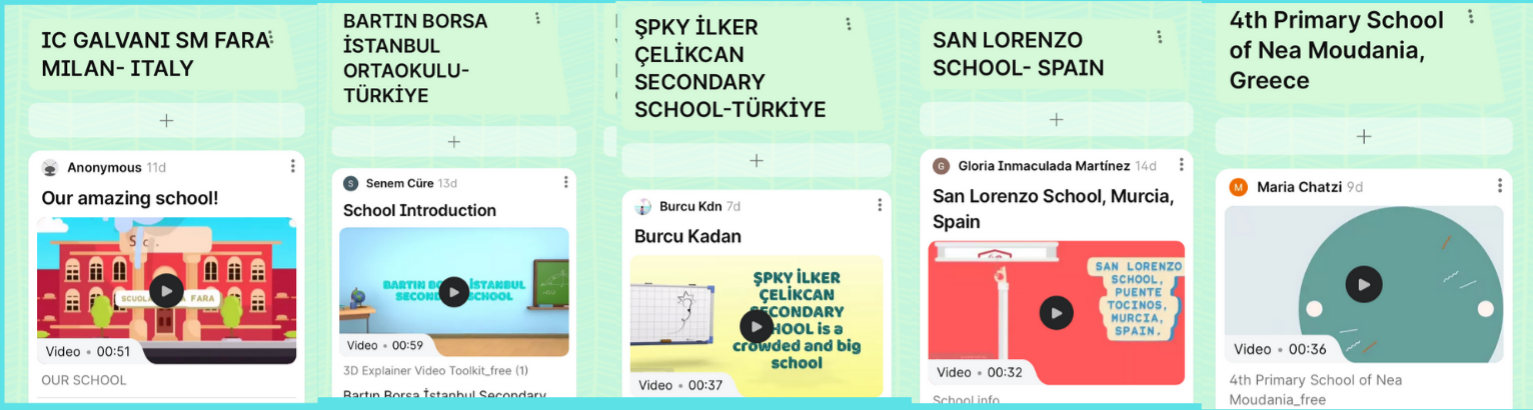 IC GALVANI SM FARA
MILAN- ITALY
+
Anonymous 11d
Our amazing school!
SCUOLA FARA
Video • 00:51
OUR SCHOOL
BARTIN BORSA
İSTANBUL
ORTAOKULU-
TÜRKİYE
+
S
Senem Cüre 13d
School Introduction
BARTIN İSTANBUL
SCHOOL
Video • 00:59
3D Explainer Video Toolkit_free (1)
Bartın Borsa İstanbul Secondary
ŞPKY İLKER
ÇELİKCAN
SECONDARY
SCHOOL-TÜRKİYE
+
Burcu Kdn 7d
Burcu Kadan
ŞPKY İLKER
ÇELİKCAN
SECONDARY
SCHOOL is a
crowded and big
school
Video • 00:37
SAN LORENZO
SCHOOL- SPAIN
+
G
Gloria Inmaculada Martínez 14d
San Lorenzo School, Murcia,
Spain
SAN LORENZO
SCHOOL,
PUENTE
TOCINOS,
MURCIA,
SPAIN.
Video • 00:32
School info
4th Primary School
of Nea Moudania,
Greece
+
M
Maria Chatzi 9d
Video • 00:36
4th Primary School of Nea
Moudania_free